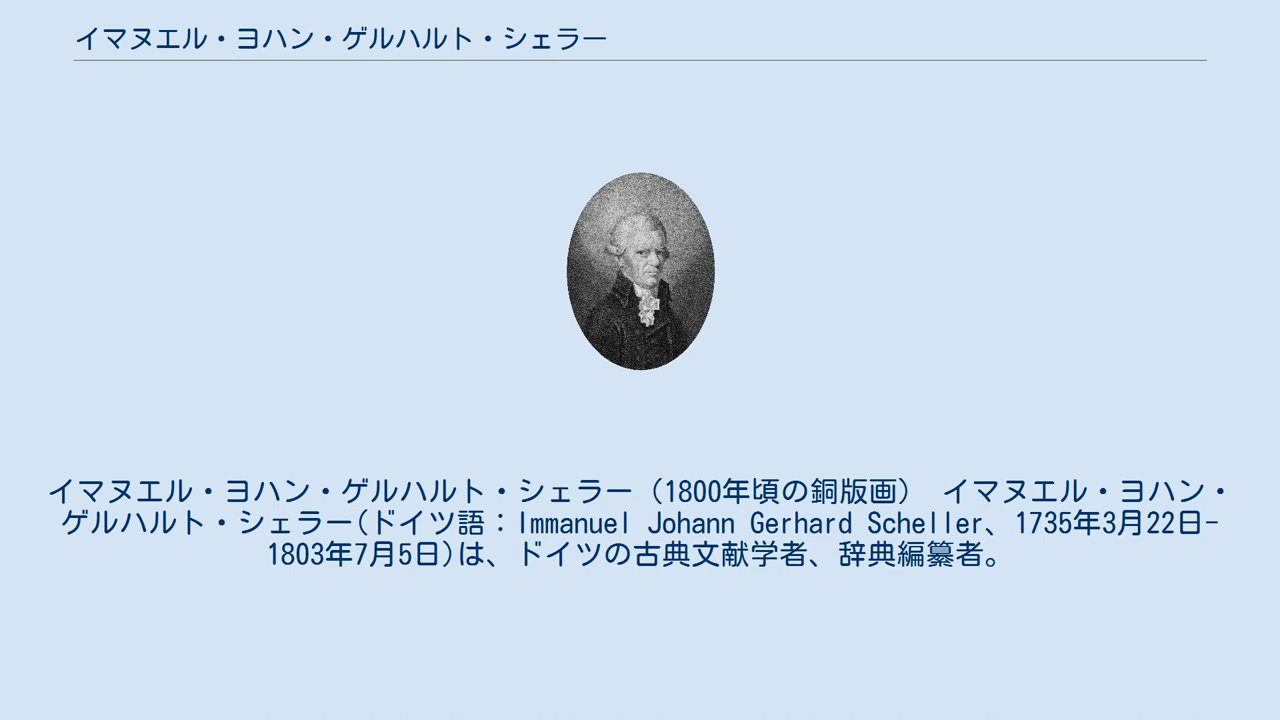 イマヌエル・ヨハン・ゲルハルト・シェラー
イマヌエル・ヨハン・ゲルハルト・シェラー（1800年頃の銅版画） イマヌエル・ヨハン・
ゲルハルト・シェラー(ドイツ語：Immanuel Johann Gerhard Scheller、1735年3月22日-
1803年7月5日)は、ドイツの古典文献学者、辞典編纂者。